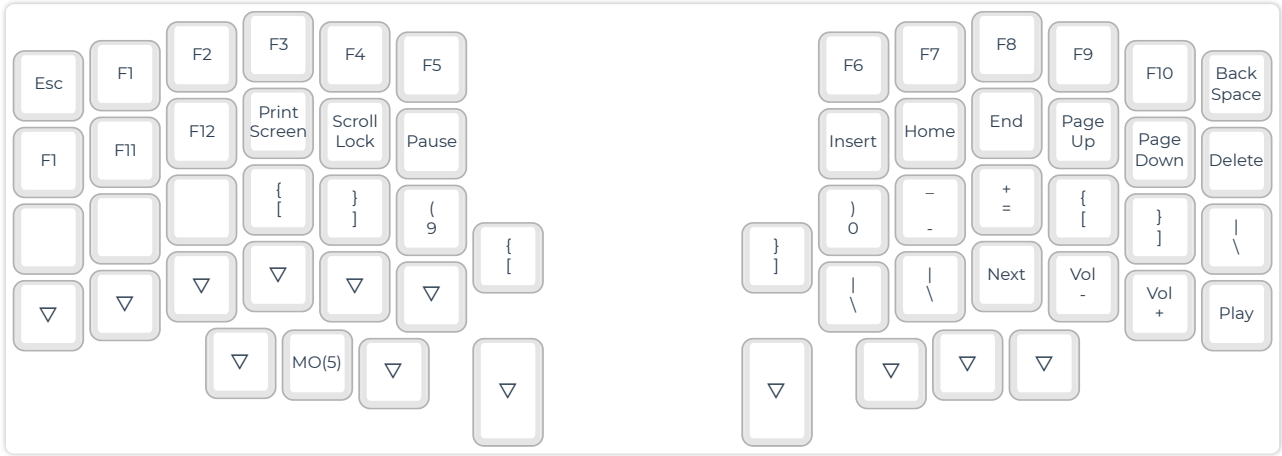 Esc F1 F2 F3 F4 F5 F6 F7 F8 F9 F10 Back
Space
F1 F11 F12 Print
Screen Scroll
Lock Pause Insert Home End Page
Up Page
Down Delete
{
[
}
]
(
9
)
0
_
-
+
=
{
[
}
]
|
\
{
[
}
]
▽ ▽ ▽ ▽ ▽ ▽
|
\
|
\
Next
Vol
-
Vol
+
Play
▽ MO(5) ▽ ▽ ▽ ▽ ▽ ▽